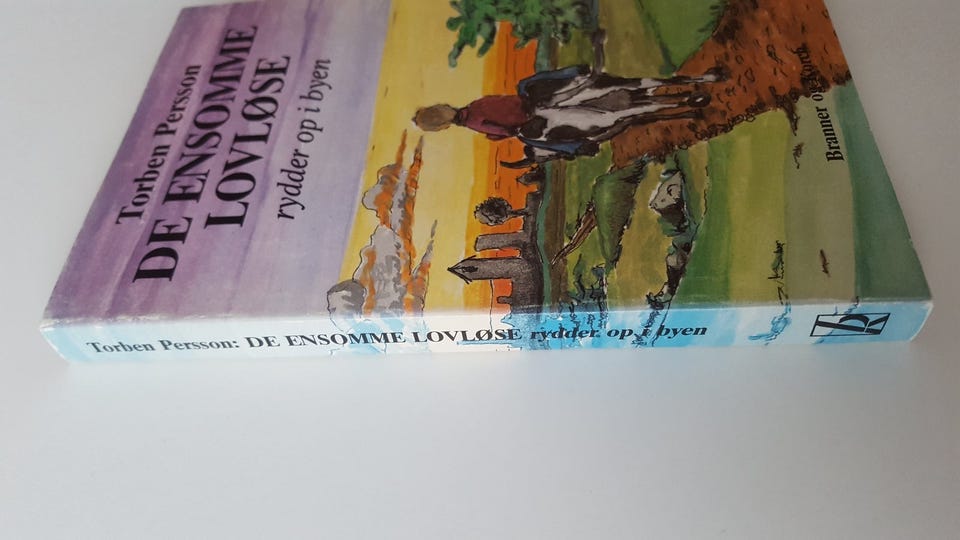 Torben Persson
DE ENSOMME
LOVLØSE
rydder op i byen
Branner og Korch
Torben Persson: DE ENSOMME LOVLØSE rydder op i byen